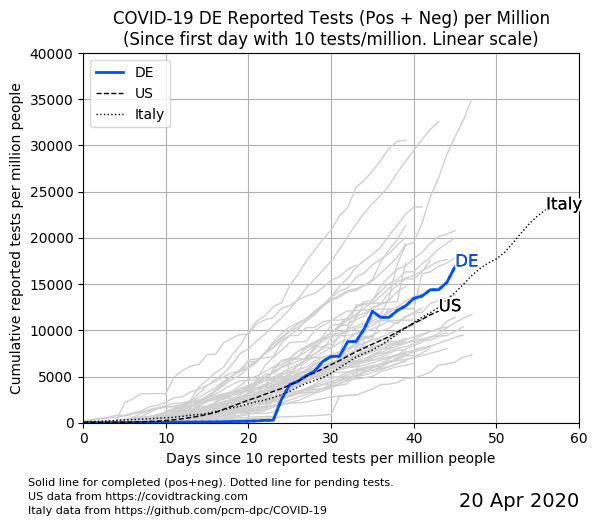 COVID-19 DE Reported Tests (Pos + Neg) per Million
(Since first day with 10 tests/million. Linear scale)
Cumulative reported tests per million people
40000
35000
30000
25000
20000
15000
10000
5000
0
DE
US
Italy
Italy
DE
US
0 10 20 30 40 50 60
Days since 10 reported tests per million people
Solid line for completed (pos+neg). Dotted line for pending tests.
US data from https://covidtracking.com
Italy data from https://github.com/pcm-dpc/COVID-19
20 Apr 2020